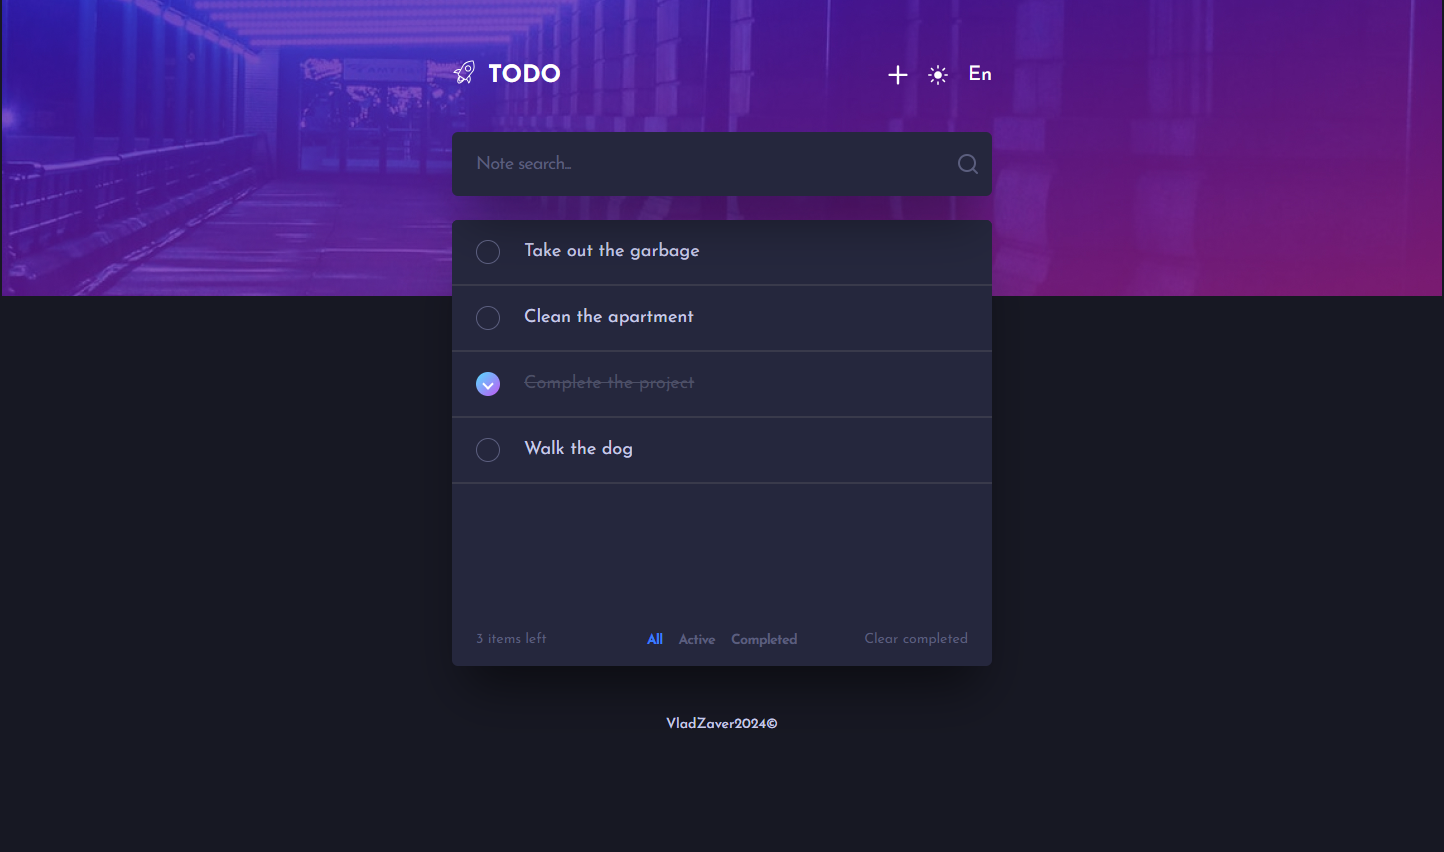 TODO
En
Note search...
Take out the garbage
Clean the apartment
Complete the project
Walk the dog
3 items left
All Active Completed
Clear completed
VladZaver2024©